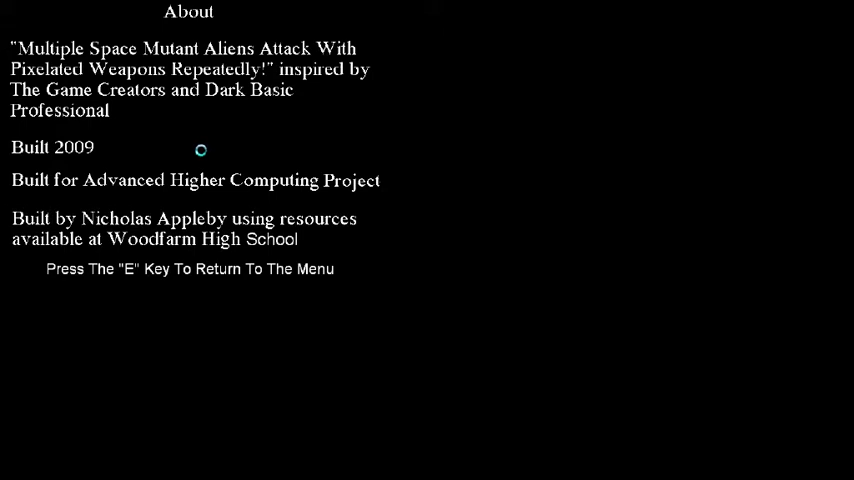 About
"Multiple Space Mutant Aliens Attack With
Pixelated Weapons Repeatedly!" inspired by
The Game Creators and Dark Basic
Professional
Built 2009
Built for Advanced Higher Computing Project
Built by Nicholas Appleby using resources
available at Woodfarm High School
Press The "E" Key To Return To The Menu